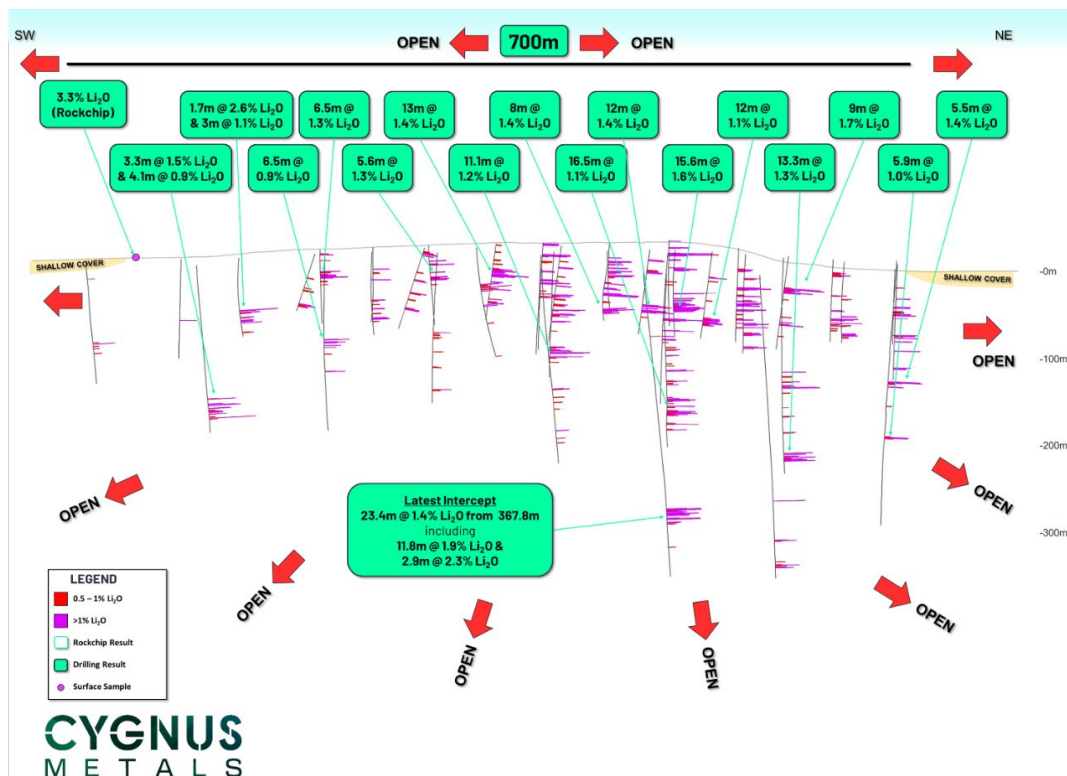 SW
OPEN
700m
OPEN
NE
3.3% Li₂O
(Rockchip)
1.7m @ 2.6% Li₂O
& 3m @ 1.1% Li₂O
6.5m @
1.3% Li₂O
13m @
1.4% Li₂O
8m @
1.4% Li₂O
12m @
1.4% Li₂O
12m @
1.1% Li₂O
9m @
1.7% Li₂O
5.5m @
1.4% Li₂O
3.3m @ 1.5% Li₂O
& 4.1m @ 0.9% Li₂O
6.5m @
0.9% Li₂O
5.6m @
1.3% Li₂O
11.1m @
1.2% Li₂O
16.5m @
1.1% Li₂O
15.6m @
1.6% Li₂O
13.3m @
1.3% Li₂O
5.9m @
1.0% Li₂O
SHALLOW COVER
-0m
SHALLOW COVER
OPEN
-100m
-200m
OPEN
OPEN
Latest Intercept
23.4m @ 1.4% Li₂O from 367.8m
including
11.8m @ 1.9% Li₂O &
2.9m @ 2.3% Li₂O
-300m
OPEN
OPEN
OPEN
OPEN
LEGEND
0.5 – 1% Li₂O
>1% Li₂O
Rockchip Result
Drilling Result
Surface Sample
CYGNUS
METALS